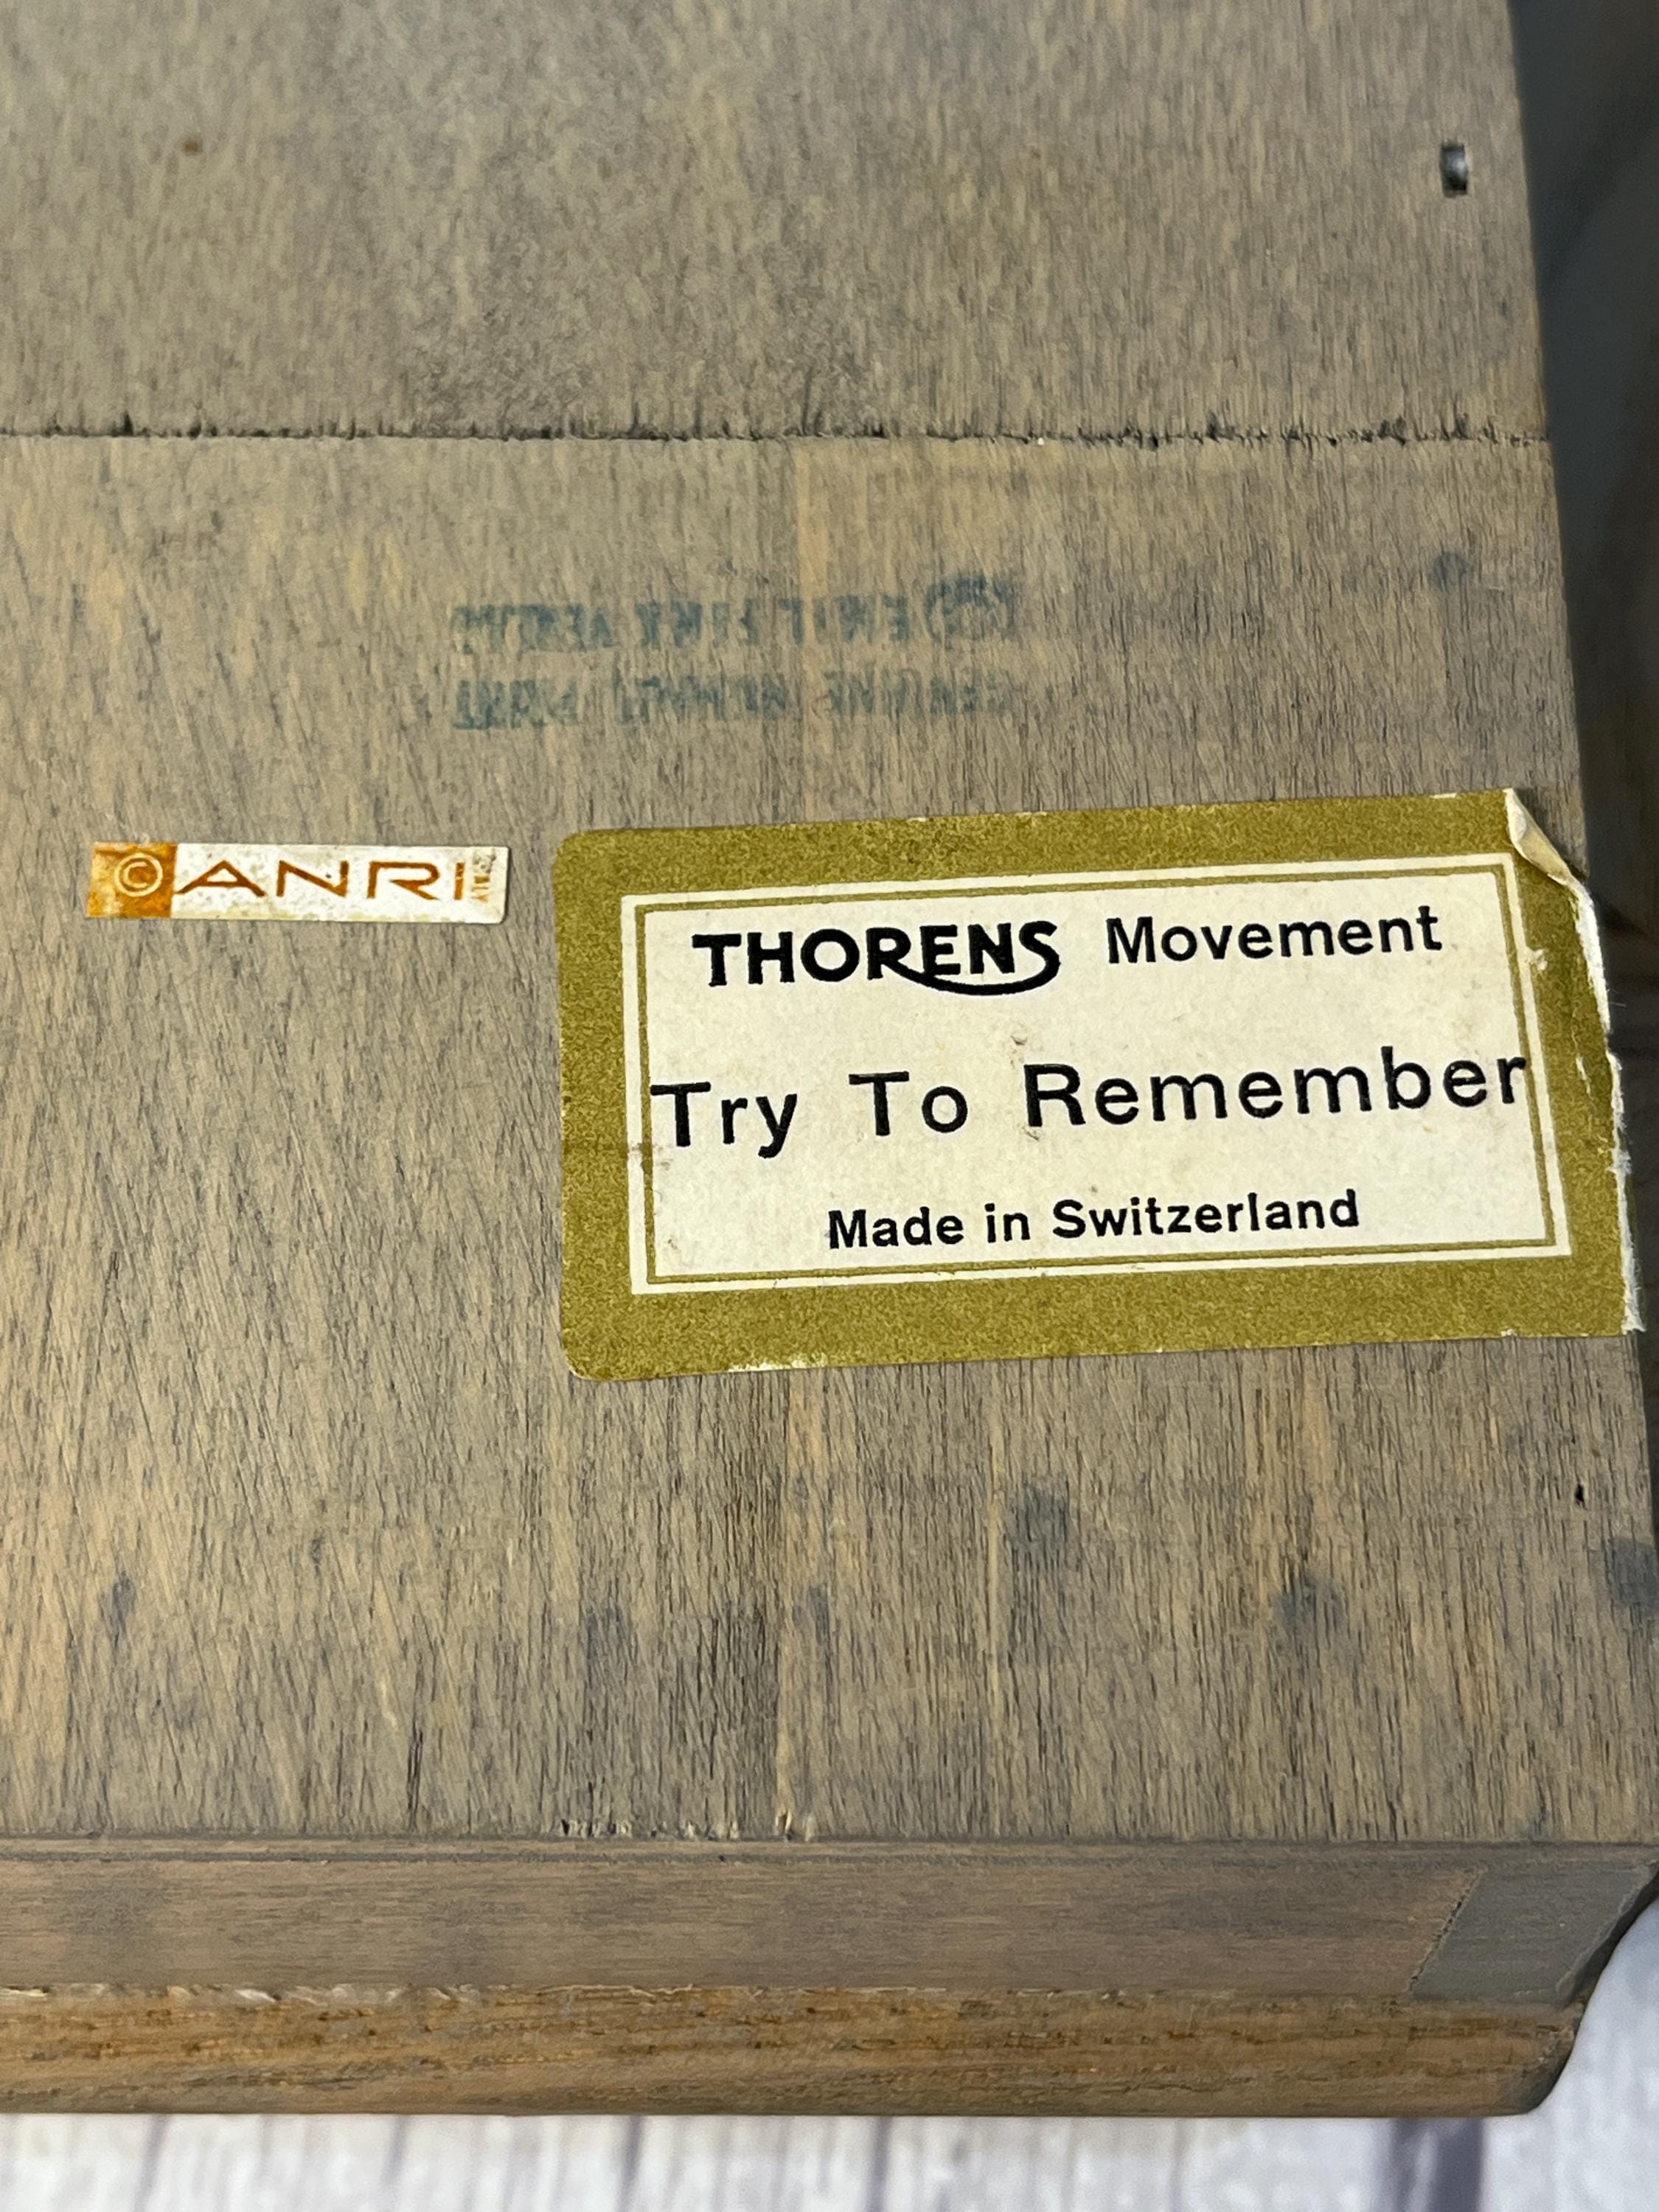 © ANRI
THORENS Movement
Try To Remember
Made in Switzerland